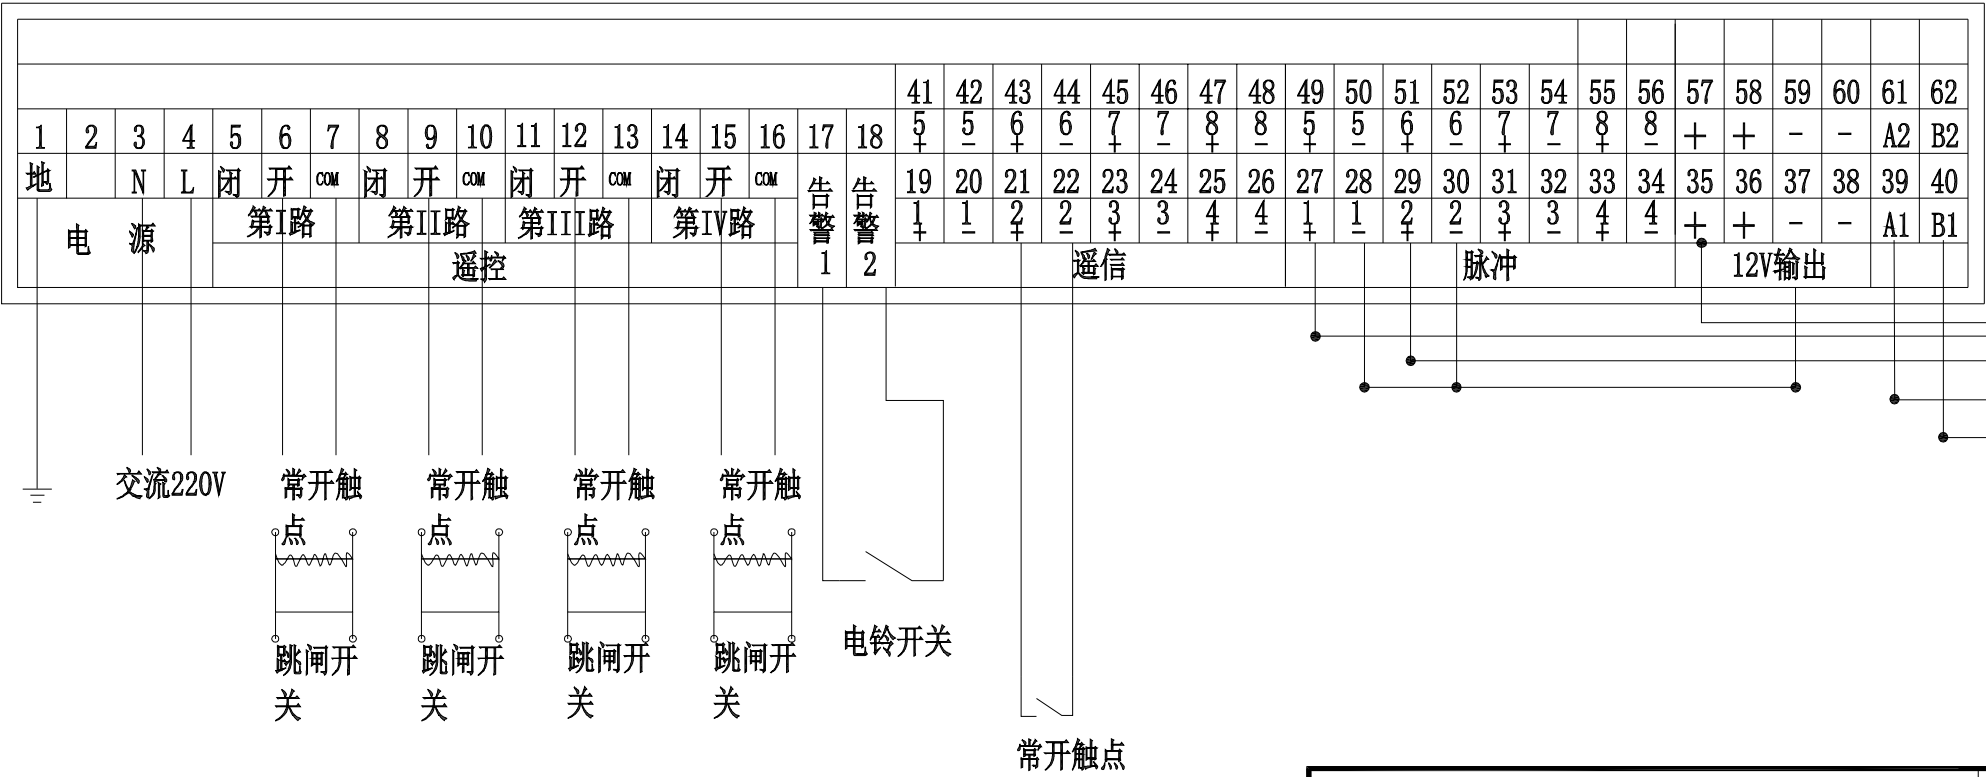 41 42 43 44 45 46 47 48 49 50 51 52 53 54 55 56 57 58 59 60 61 62
1 2 3 4 5 6 7 8 9 10 11 12 13 14 15 16 17 18 5+ 5- 6+ 6- 7+ 7- 8+ 8- 5+ 5- 6+ 6- 7+ 7- 8+ 8- + + - - A2 B2
地 N L 闭 开 COM 闭 开 COM 闭 开 COM 闭 开 COM 告警1 告警2 19 20 21 22 23 24 25 26 27 28 29 30 31 32 33 34 35 36 37 38 39 40
电 源 第I路 第II路 第III路 第IV路 1+ 1- 2+ 2- 3+ 3- 4+ 4- 1+ 1- 2+ 2- 3+ 3- 4+ 4- + + - - A1 B1
遥控 遥信 脉冲 12V输出
交流220V 常开触 常开触 常开触 常开触
点 点 点 点
电铃开关
跳闸开 跳闸开 跳闸开 跳闸开
关 关 关 关
常开触点